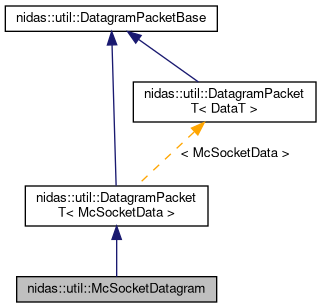 nidas::util::DatagramPacketBase
nidas::util::DatagramPacket
T< DataT >
< McSocketData >
nidas::util::DatagramPacket
T< McSocketData >
nidas::util::McSocketDatagram